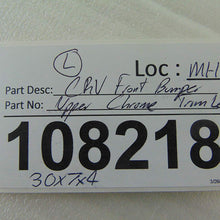 L
Loc: MH-
Part Desc: CRV Front Bumper
Part No: Upper Chrome Trim
108218
30x7x4